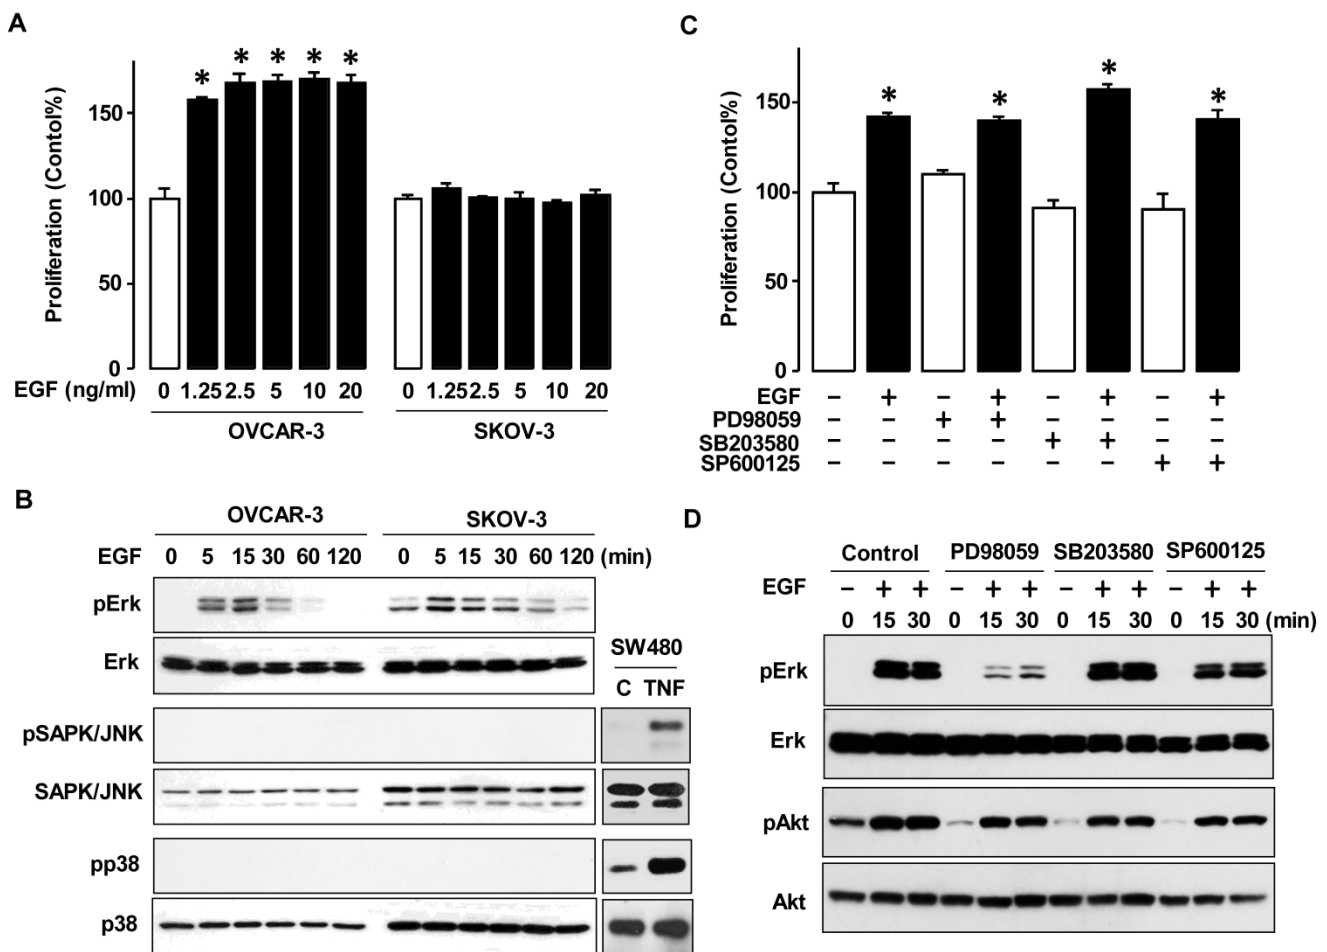 A
Proliferation (Contol%)
150
100
50
0
* * * * *
EGF (ng/ml) 0 1.25 2.5 5 10 20 0 1.25 2.5 5 10 20
OVCAR-3 SKOV-3
C
Proliferation (Contol%)
150
100
50
0
* * * *
EGF − + − + − + − +
PD98059 − − + + − − − −
SB203580 − − − − + + − −
SP600125 − − − − − − + +
B
OVCAR-3 SKOV-3
EGF 0 5 15 30 60 120 0 5 15 30 60 120 (min)
pErk
Erk
SW480
C TNF
pSAPK/JNK
SAPK/JNK
pp38
p38
D
Control PD98059 SB203580 SP600125
EGF − + + − + + − + + − + +
0 15 30 0 15 30 0 15 30 0 15 30 (min)
pErk
Erk
pAkt
Akt